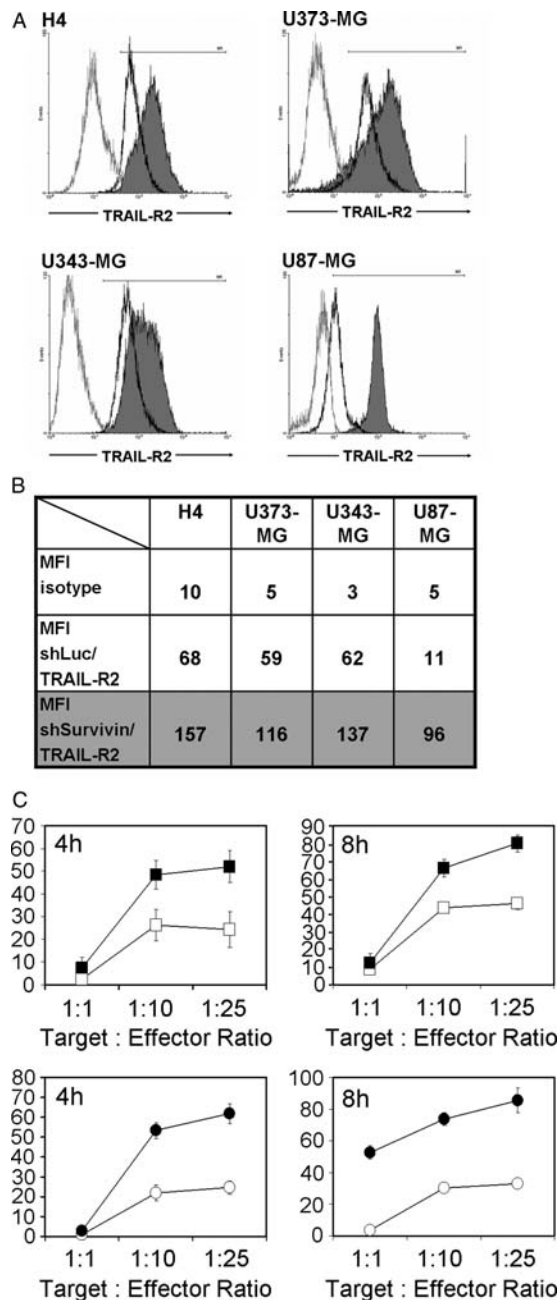 A
H4
U373-MG
TRAIL-R2
TRAIL-R2
U343-MG
U87-MG
TRAIL-R2
TRAIL-R2
B
H4 U373-MG U343-MG U87-MG
MFI isotype 10 5 3 5
MFI shLuc/TRAIL-R2 68 59 62 11
MFI shSurvivin/TRAIL-R2 157 116 137 96
C
4h
70
60
50
40
30
20
10
0
1:1 1:10 1:25
Target : Effector Ratio
8h
90
80
70
60
50
40
30
20
10
0
1:1 1:10 1:25
Target : Effector Ratio
4h
80
70
60
50
40
30
20
10
0
1:1 1:10 1:25
Target : Effector Ratio
8h
100
80
60
40
20
0
1:1 1:10 1:25
Target : Effector Ratio